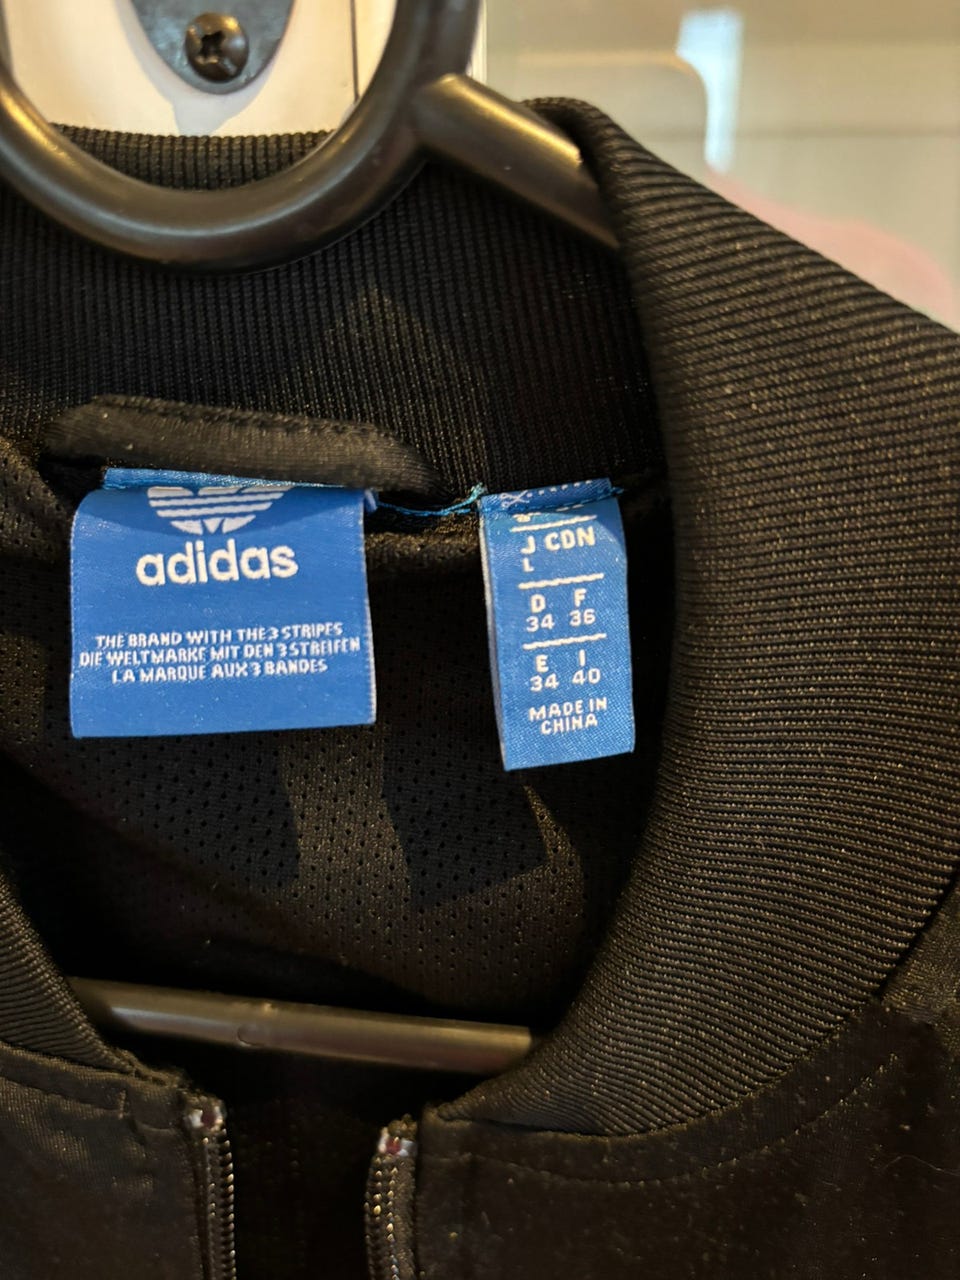 adidas
THE BRAND WITH THE 3 STRIPES
DIE WELTMARKE MIT DEN 3 STREIFEN
LA MARQUE AUX 3 BANDES
J CDN
L
D F
34 36
E I
34 40
MADE IN
CHINA